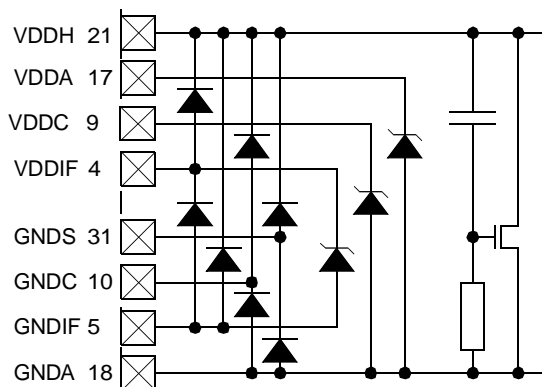 VDDH 21
VDDA 17
VDDC 9
VDDIF 4
GNDS 31
GNDC 10
GNDIF 5
GNDA 18